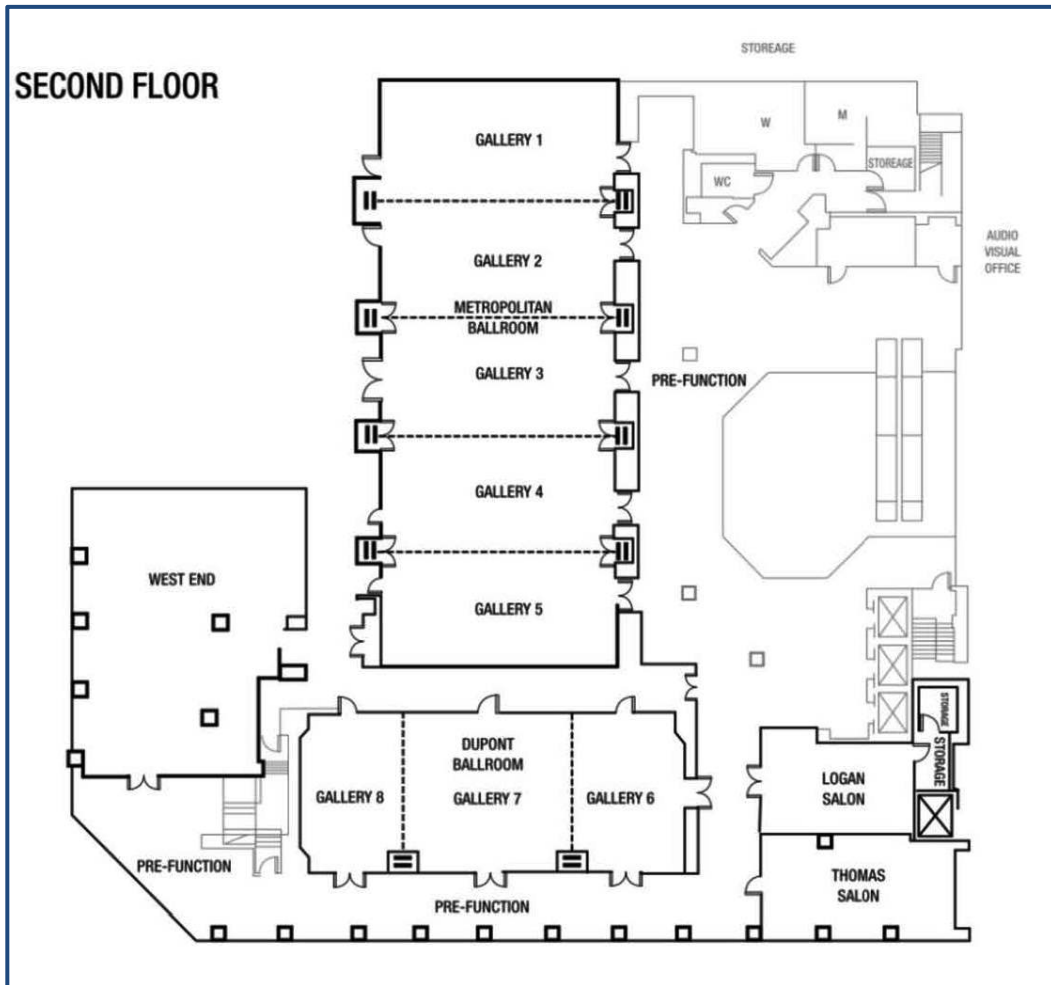 STOREAGE
SECOND FLOOR
GALLERY 1
W
M
STOREAGE
WC
GALLERY 2
AUDIO
VISUAL
OFFICE
METROPOLITAN
BALLROOM
GALLERY 3
PRE-FUNCTION
GALLERY 4
WEST END
GALLERY 5
STORAGE
STORAGE
DUPONT
BALLROOM
GALLERY 8
GALLERY 7
GALLERY 6
LOGAN
SALON
PRE-FUNCTION
THOMAS
SALON
PRE-FUNCTION